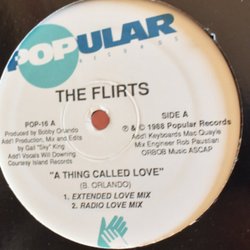 POPULAR
RECORDS
THE FLIRTS
POP-16 A
Produced by Bobby Orlando
Add'l Production, Mix and Edits
by Gail "Sky" King
Add'l Vocals Will Downing
Courtesy Island Records
SIDE A
℗ & © 1988 Popular Records
Add'l Keyboards Mac Quayle
Mix Engineer Rob Paustian
ORBOB Music ASCAP
"A THING CALLED LOVE"
(B. ORLANDO)
1. EXTENDED LOVE MIX
2. RADIO LOVE MIX